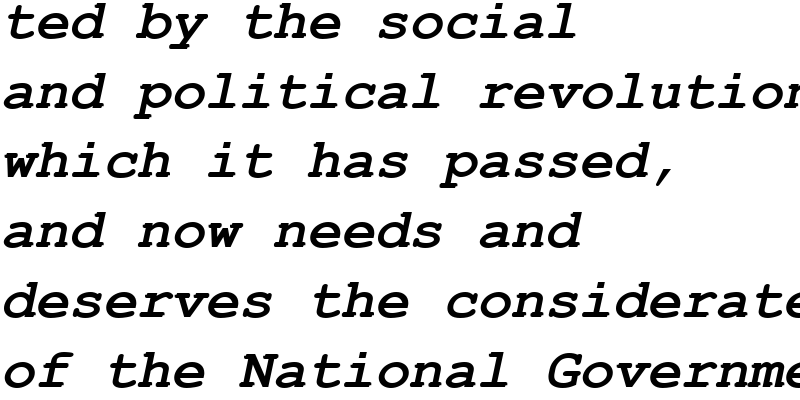 ted by the social
and political revolution
which it has passed,
and now needs and
deserves the considerate
of the National Governme